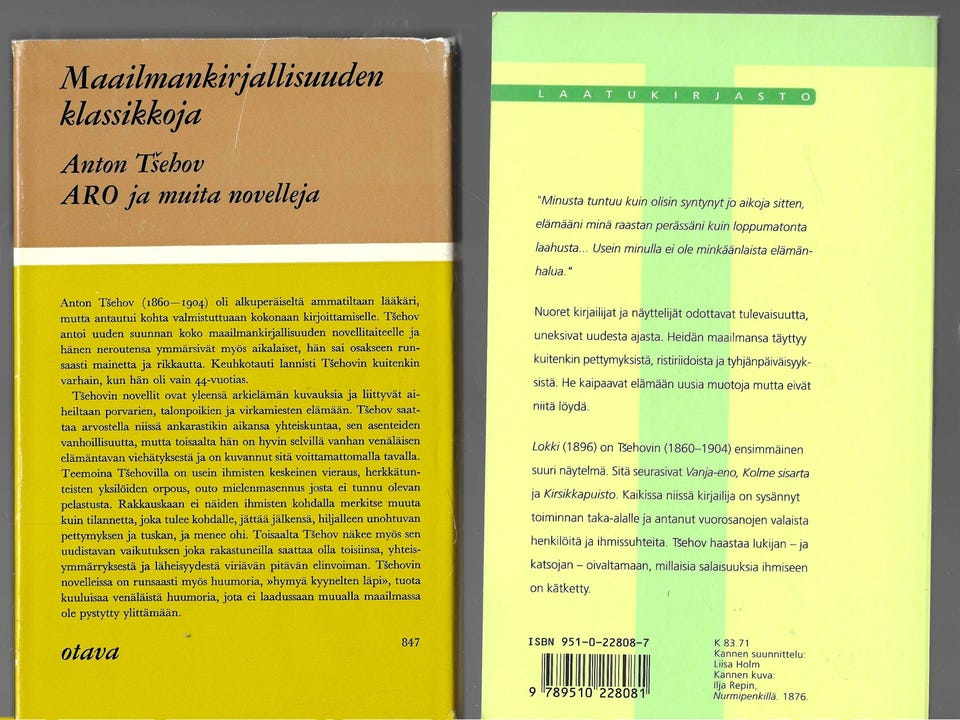 Maailmankirjallisuuden
klassikkoja
Anton Tšehov
ARO ja muita novelleja
Anton Tšehov (1860—1904) oli alkuperäiseltä ammatiltaan lääkäri,
mutta antautui kohta valmistuttuaan kokonaan kirjoittamiselle. Tšehov
antoi uuden suunnan koko maailmankirjallisuuden novellitaiteelle ja
hänen neroutensa ymmärsivät myös aikalaiset, hän sai osakseen run-
saasti mainetta ja rikkautta. Keuhkotauti lannisti Tšehovin kuitenkin
varhain, kun hän oli vain 44-vuotias.
Tšehovin novellit ovat yleensä arkielämän kuvauksia ja liittyvät ai-
heiltaan porvarien, talonpoikien ja virkamiesten elämään. Tšehov saat-
taa arvostella niissä ankarastikin aikansa yhteiskuntaa, sen asenteiden
vanhoillisuutta, mutta toisaalta hän on hyvin selvillä vanhan venäläisen
elämäntavan viehätyksestä ja on kuvannut sitä voittamattomalla tavalla.
Teemoina Tšehovilla on usein ihmisten keskeinen vieraus, herkkätun-
teisten yksilöiden orpous, outo mielenmasennus josta ei tunnu olevan
pelastusta. Rakkauskaan ei näiden ihmisten kohdalla merkitse muuta
kuin tilannetta, joka tulee kohdalle, jättää jälkensä, hiljalleen unohtuvan
pettymyksen ja tuskan, ja menee ohi. Toisaalta Tšehov näkee myös sen
uudistavan vaikutuksen joka rakastuneilla saattaa olla toisiinsa, yhteis-
ymmärryksestä ja läheisyydestä viriävän pitävän elinvoiman. Tšehovin
novelleissa on runsaasti myös huumoria, »hymyä kyynelten läpi», tuota
kuuluisaa venäläistä huumoria, jota ei laadussaan muualla maailmassa
ole pystytty ylittämään.
otava
847
LAATUKIRJASTO
"Minusta tuntuu kuin olisin syntynyt jo aikoja sitten,
elämääni minä raastan perässäni kuin loppumatonta
laahusta... Usein minulla ei ole minkäänlaista elämän-
halua."
Nuoret kirjailijat ja näyttelijät odottavat tulevaisuutta,
uneksivat uudesta ajasta. Heidän maailmansa täyttyy
kuitenkin pettymyksistä, ristiriidoista ja tyhjänpäiväisyyk-
sistä. He kaipaavat elämään uusia muotoja mutta eivät
niitä löydä.
Lokki (1896) on Tšehovin (1860–1904) ensimmäinen
suuri näytelmä. Sitä seurasivat Vanja-eno, Kolme sisarta
ja Kirsikkapuisto. Kaikissa niissä kirjailija on sysännyt
toiminnan taka-alalle ja antanut vuorosanojen valaista
henkilöitä ja ihmissuhteita. Tšehov haastaa lukijan – ja
katsojan – oivaltamaan, millaisia salaisuuksia ihmiseen
on kätketty.
ISBN 951-0-22808-7
9 789510 228081
K 83.71
Kannen suunnittelu:
Liisa Holm
Kannen kuva:
Ilja Repin,
Nurmipenkillä. 1876.